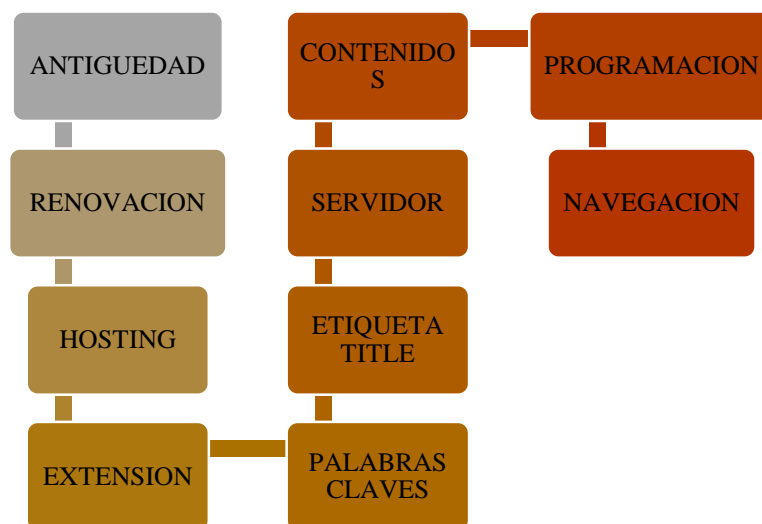 ANTIGUEDAD
RENOVACION
HOSTING
EXTENSION
PALABRAS
CLAVES
ETIQUETA
TITLE
SERVIDOR
CONTENIDO
S
PROGRAMACION
NAVEGACION